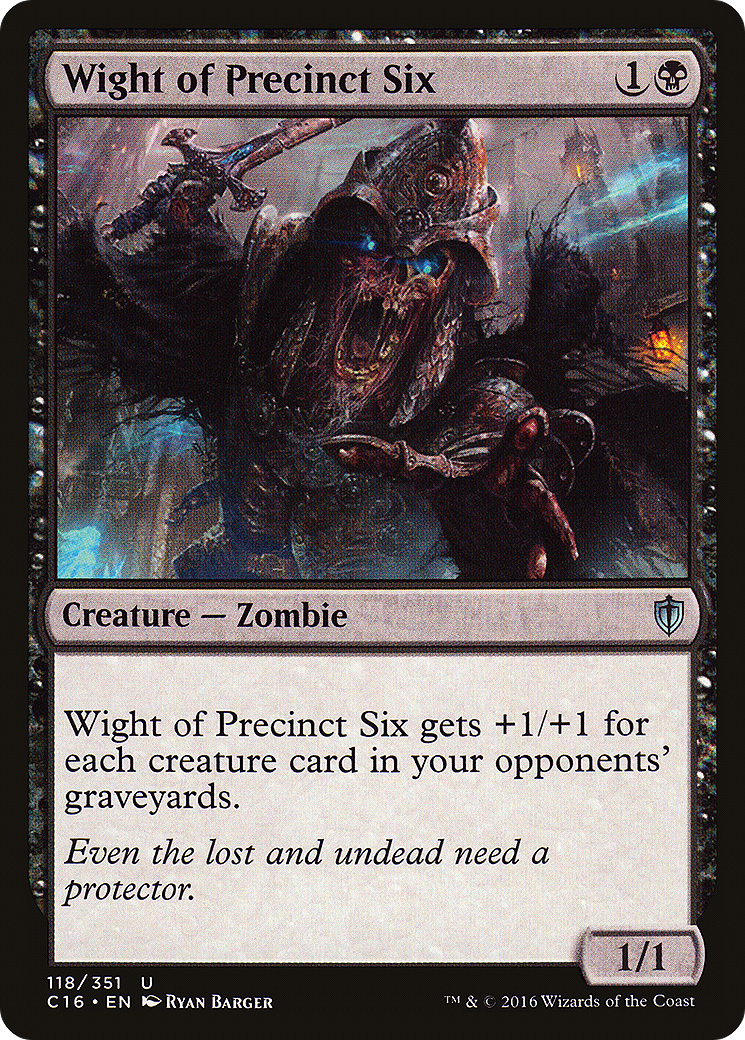 Wight of Precinct Six 1
Creature — Zombie
Wight of Precinct Six gets +1/+1 for
each creature card in your opponents’
graveyards.
Even the lost and undead need a
protector.
1/1
118/351 U
C16 • EN RYAN BARGER
™ & © 2016 Wizards of the Coast